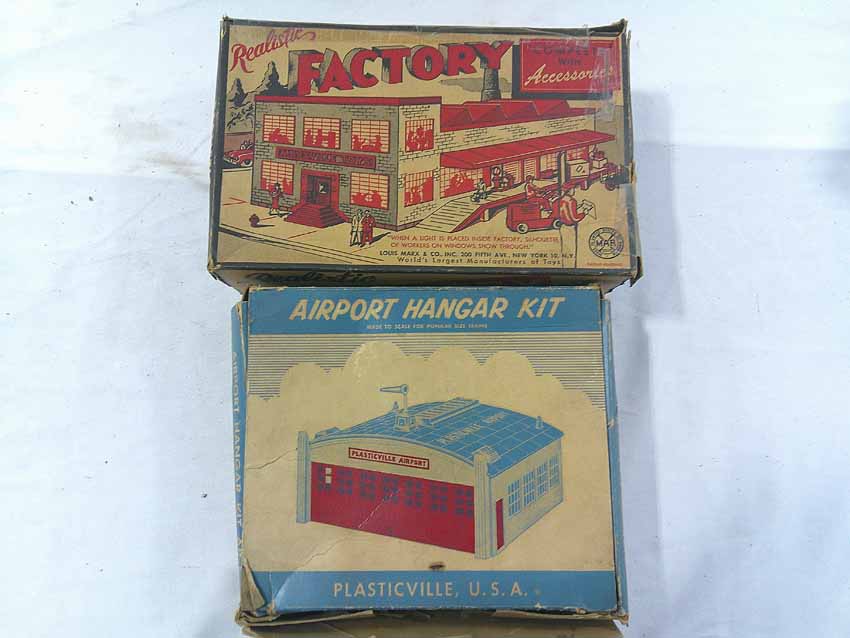 Realistic
FACTORY
COMPLETE
WITH
Accessories
"WHEN A LIGHT IS PLACED INSIDE FACTORY, SILHOUETTE
OF WORKERS ON WINDOWS SHOW THROUGH."
LOUIS MARX & CO., INC. 200 FIFTH AVE., NEW YORK 10, N.Y.
World's Largest Manufacturers of Toys
MAR
AIRPORT HANGAR KIT
MADE TO SCALE FOR POPULAR SIZE TRAINS
AIRPORT HANGAR KIT
PLASTICVILLE AIRPORT
PLASTICVILLE AIRPORT
PLASTICVILLE, U.S.A.